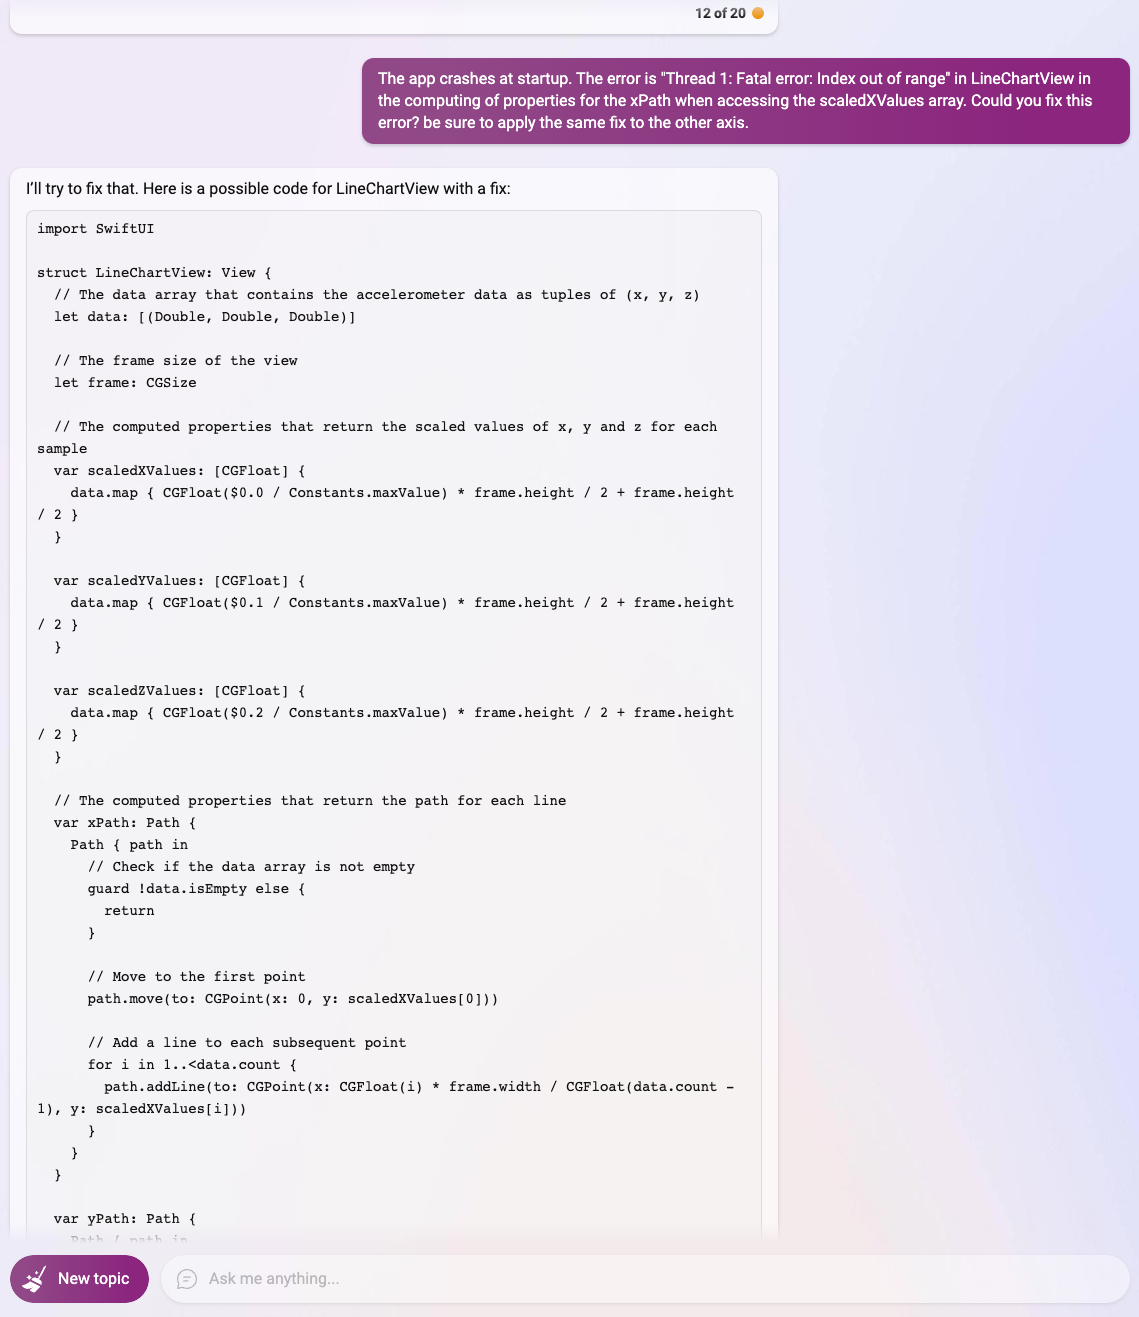 12 of 20
The app crashes at startup. The error is "Thread 1: Fatal error: Index out of range" in LineChartView in
the computing of properties for the xPath when accessing the scaledXValues array. Could you fix this
error? be sure to apply the same fix to the other axis.
I'll try to fix that. Here is a possible code for LineChartView with a fix:
import SwiftUI
struct LineChartView: View {
// The data array that contains the accelerometer data as tuples of (x, y, z)
let data: [(Double, Double, Double)]
// The frame size of the view
let frame: CGSize
// The computed properties that return the scaled values of x, y and z for each
sample
var scaledXValues: [CGFloat] {
data.map { CGFloat($0.0 / Constants.maxValue) * frame.height / 2 + frame.height
/ 2 }
}
var scaledYValues: [CGFloat] {
data.map { CGFloat($0.1 / Constants.maxValue) * frame.height / 2 + frame.height
/ 2 }
}
var scaledZValues: [CGFloat] {
data.map { CGFloat($0.2 / Constants.maxValue) * frame.height / 2 + frame.height
/ 2 }
}
// The computed properties that return the path for each line
var xPath: Path {
Path { path in
// Check if the data array is not empty
guard !data.isEmpty else {
return
}
// Move to the first point
path.move(to: CGPoint(x: 0, y: scaledXValues[0]))
// Add a line to each subsequent point
for i in 1..<data.count {
path.addLine(to: CGPoint(x: CGFloat(i) * frame.width / CGFloat(data.count -
1), y: scaledXValues[i]))
}
}
}
var yPath: Path {
Path { path in
New topic
Ask me anything...